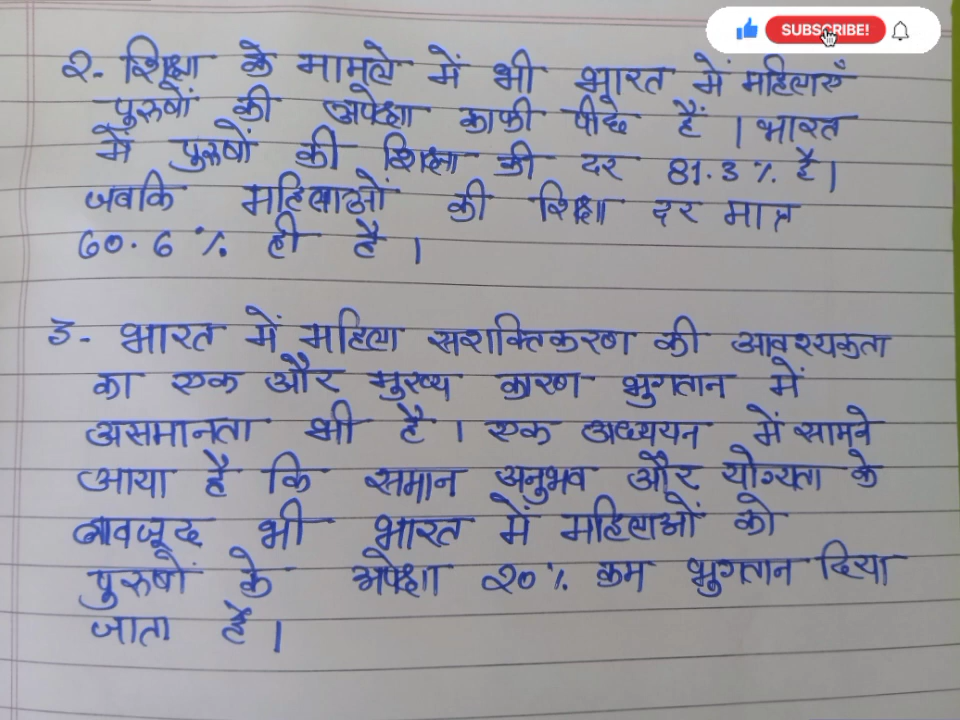 SUBSCRIBE!
२- शिक्षा के मामले में भी भारत में महिलाएँ
पुरुषों की अपेक्षा काफी पीछे हैं । भारत
में पुरुषों की शिक्षा की दर 81.3 % है।
जबकि महिलाओं की शिक्षा दर मात्र
60.6 % ही है ।
3- भारत में महिला सशक्तिकरण की आवश्यकता
का एक और मुख्य कारण भुगतान में
असमानता भी है । एक अध्ययन में सामने
आया है कि समान अनुभव और योग्यता के
बावजूद भी भारत में महिलाओं को
पुरुषों के अपेक्षा २०% कम भुगतान दिया
जाता है ।